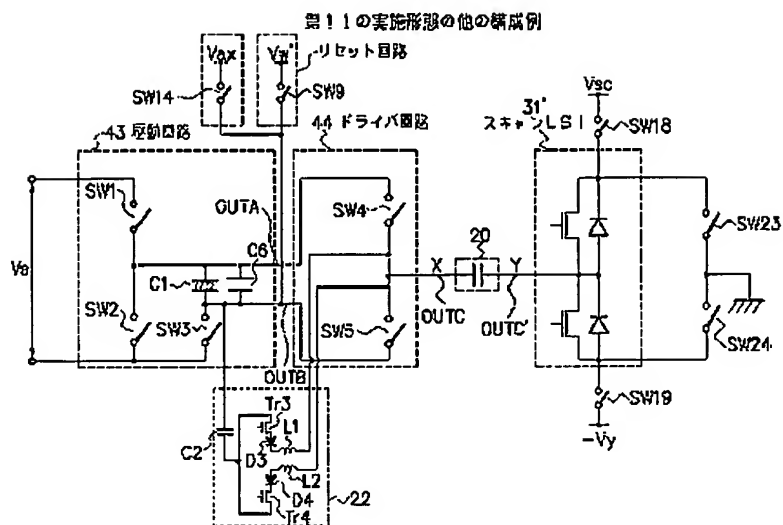 第11の実施形態の他の構成例
Vax
Vw'
リセット回路
SW14
SW9
43 駆動回路
44 ドライバ回路
31'
スキャンLSI
Vsc
SW18
SW1
OUTA
SW4
SW23
Vs
C1
C6
20
X
Y
SW2
SW3
SW5
OUTC
OUTC'
SW24
OUTB
SW19
-Vy
C2
Tr3
L1
D3
L2
D4
Tr4
22